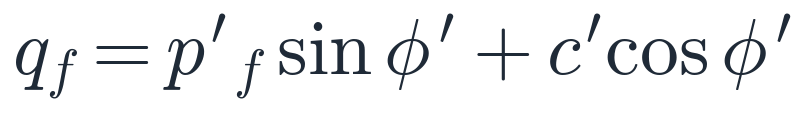 q_f = p′_f sin ϕ′ + c′cos ϕ′